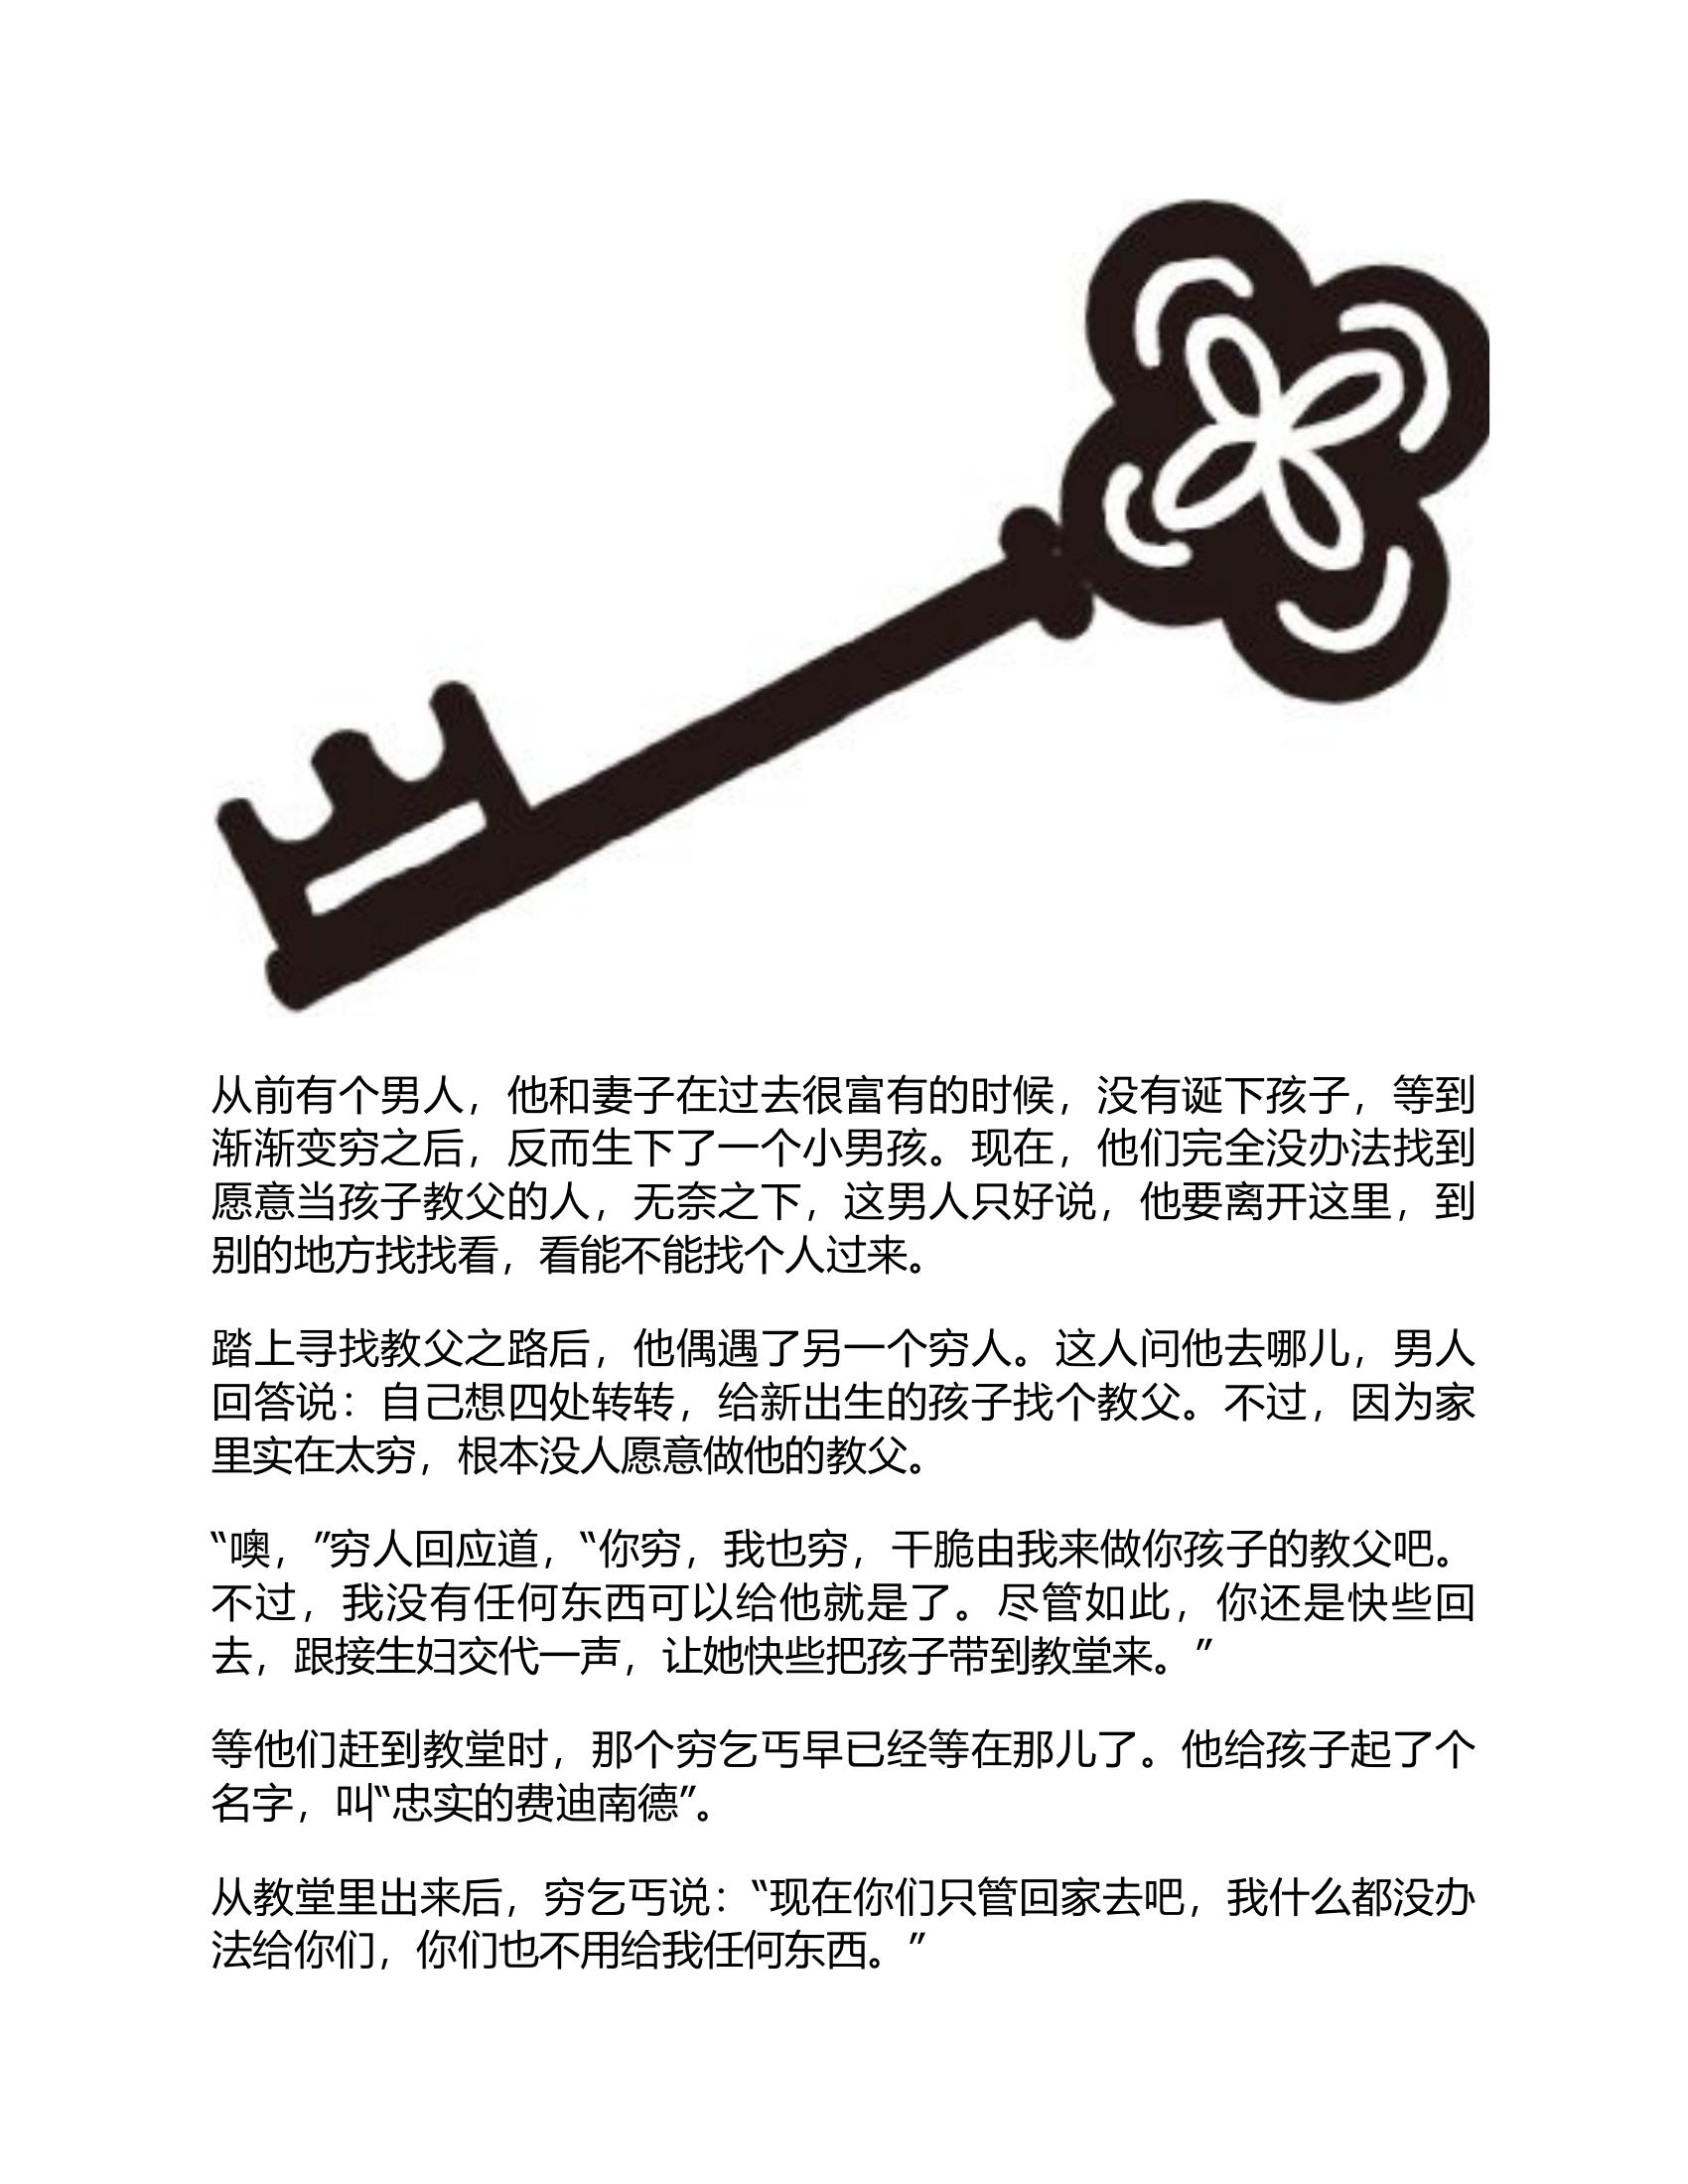 从前有个男人，他和妻子在过去很富有的时候，没有诞下孩子，等到
渐渐变穷之后，反而生下了一个小男孩。现在，他们完全没办法找到
愿意当孩子教父的人，无奈之下，这男人只好说，他要离开这里，到
别的地方找找看，看能不能找个人过来。
踏上寻找教父之路后，他偶遇了另一个穷人。这人问他去哪儿，男人
回答说：自己想四处转转，给新出生的孩子找个教父。不过，因为家
里实在太穷，根本没人愿意做他的教父。
“噢，”穷人回应道，“你穷，我也穷，干脆由我来做你孩子的教父吧。
不过，我没有任何东西可以给他就是了。尽管如此，你还是快些回
去，跟接生妇交代一声，让她快些把孩子带到教堂来。”
等他们赶到教堂时，那个穷乞丐早已经等在那儿了。他给孩子起了个
名字，叫“忠实的费迪南德”。
从教堂里出来后，穷乞丐说：“现在你们只管回家去吧，我什么都没办
法给你们，你们也不用给我任何东西。”